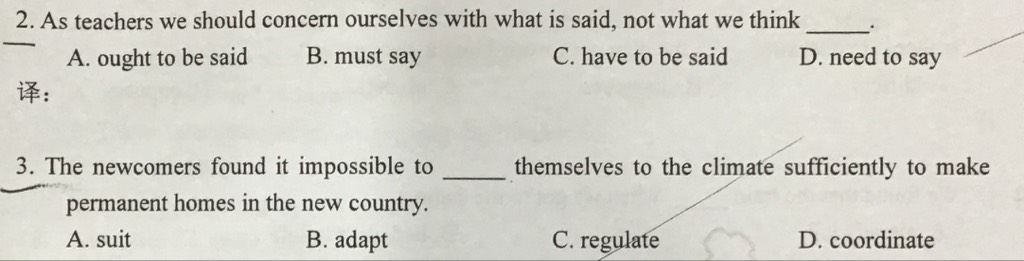 2. As teachers we should concern ourselves with what is said, not what we think ______.
A. ought to be said B. must say C. have to be said D. need to say
译：
3. The newcomers found it impossible to ______ themselves to the climate sufficiently to make
permanent homes in the new country.
A. suit B. adapt C. regulate D. coordinate